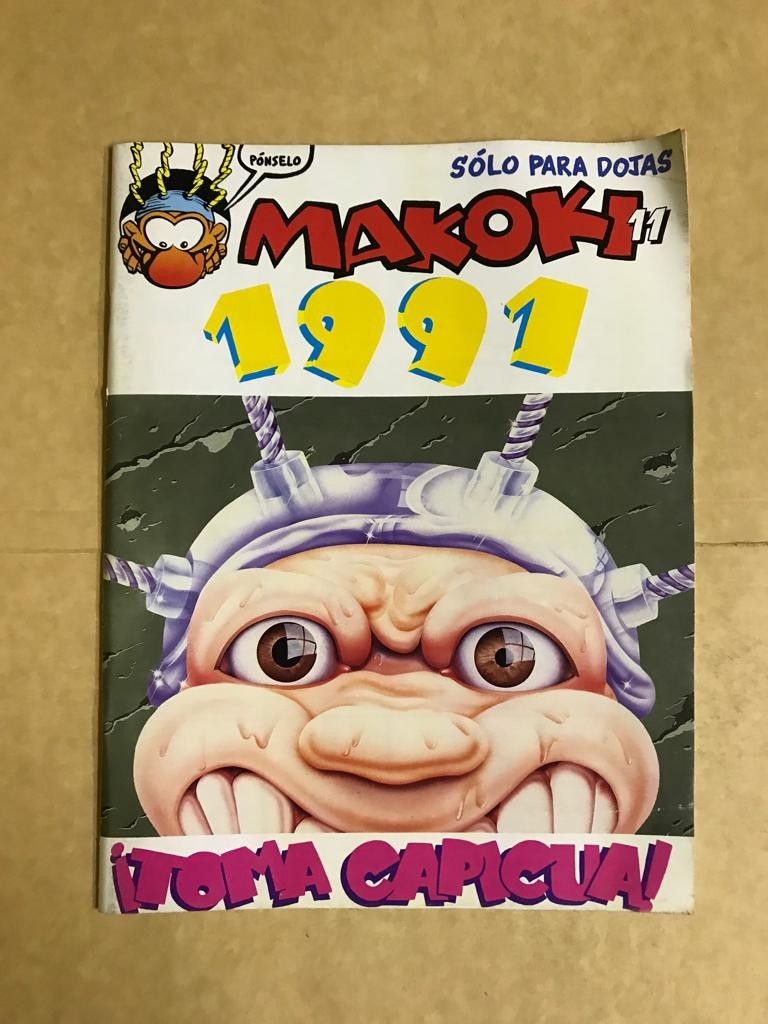 PÓNSELO
SÓLO PARA DOJAS
MAKOKI 11
1991
¡TOMA CAPICUA!